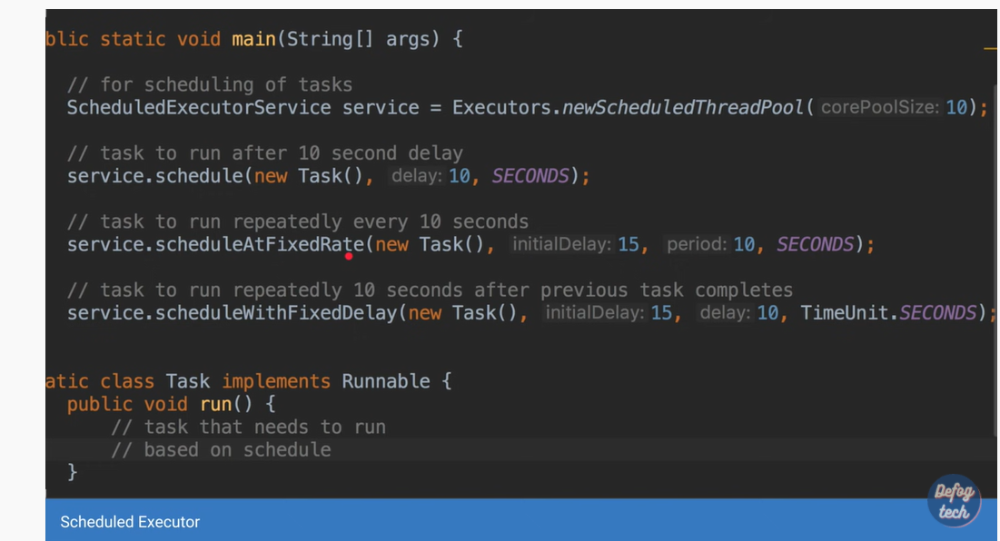 blic static void main(String[] args) {
// for scheduling of tasks
ScheduledExecutorService service = Executors.newScheduledThreadPool( corePoolSize: 10);
// task to run after 10 second delay
service.schedule(new Task(), delay: 10, SECONDS);
// task to run repeatedly every 10 seconds
service.scheduleAtFixedRate(new Task(), initialDelay: 15, period: 10, SECONDS);
// task to run repeatedly 10 seconds after previous task completes
service.scheduleWithFixedDelay(new Task(), initialDelay: 15, delay: 10, TimeUnit.SECONDS);
atic class Task implements Runnable {
public void run() {
// task that needs to run
// based on schedule
}
Defog
tech
Scheduled Executor